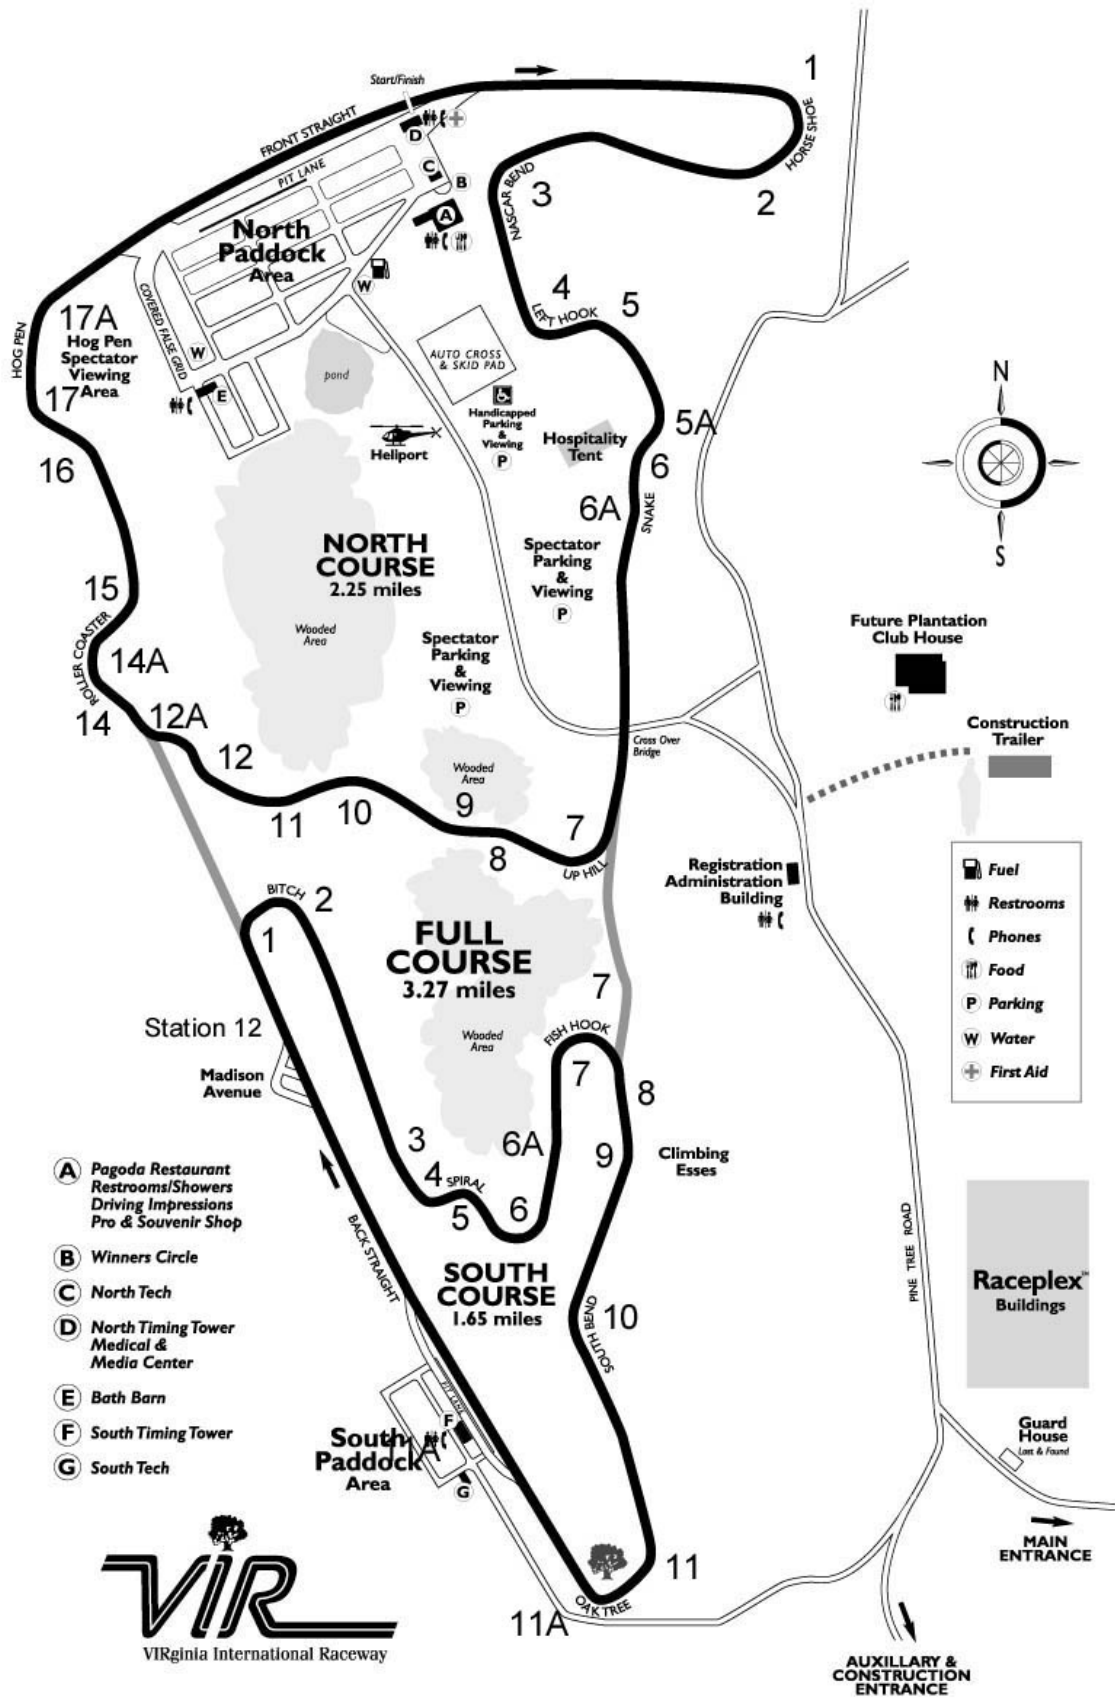 1
Start/Finish
FRONT STRAIGHT
HORSE SHOE
D
PIT LANE
C
B
2
NASCAR BEND
3
A
North
Paddock
Area
W
4
LEFT HOOK
5
COVERED FALSE GRID
17A
Hog Pen
Spectator
Viewing
Area
HOG PEN
W
AUTO CROSS
& SKID PAD
pond
E
17
Handicapped
Parking
&
Viewing
P
5A
N
Hospitality
Tent
Heliport
16
6
S
6A
SNAKE
NORTH
COURSE
2.25 miles
Spectator
Parking
&
Viewing
P
15
ROLLER COASTER
Wooded
Area
Future Plantation
Club House
14A
Spectator
Parking
&
Viewing
P
14
12A
Construction
Trailer
Cross Over
Bridge
12
Wooded
Area
11
10
9
8
7
UP HILL
Registration
Administration
Building
Fuel
Restrooms
Phones
Food
P
Parking
W
Water
First Aid
BITCH
2
1
FULL
COURSE
3.27 miles
7
Station 12
Wooded
Area
FISH HOOK
7
Madison
Avenue
8
3
6A
9
Climbing
Esses
4
SPIRAL
5
6
A
Pagoda Restaurant
Restrooms/Showers
Driving Impressions
Pro & Souvenir Shop
B
Winners Circle
C
North Tech
D
North Timing Tower
Medical &
Media Center
E
Bath Barn
F
South Timing Tower
G
South Tech
BACK STRAIGHT
SOUTH
COURSE
1.65 miles
PINE TREE ROAD
Raceplex™
Buildings
10
SOUTH BEND
PIT LANE
F
South
Paddock
Area
11A
G
Guard
House
Lost & Found
MAIN
ENTRANCE
11
OAK TREE
11A
VIR
VIRginia International Raceway
AUXILLARY &
CONSTRUCTION
ENTRANCE